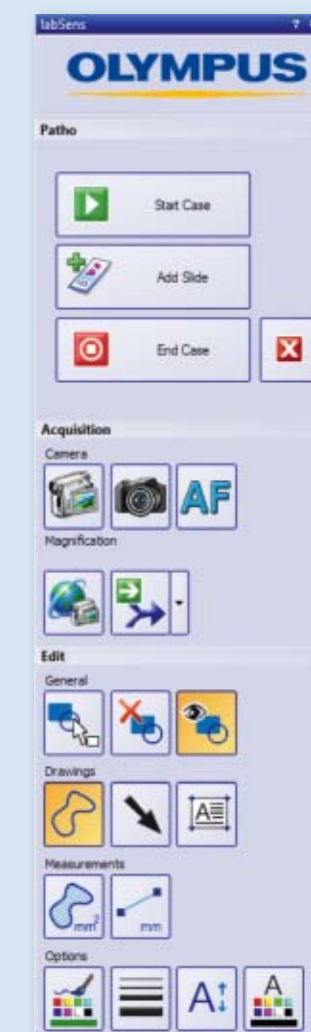 labSens ?
OLYMPUS
Patho
Start Case
Add Slide
End Case
Acquisition
Camera
AF
Magnification
Edit
General
Drawings
A
Measurements
mm² mm
Options
A A